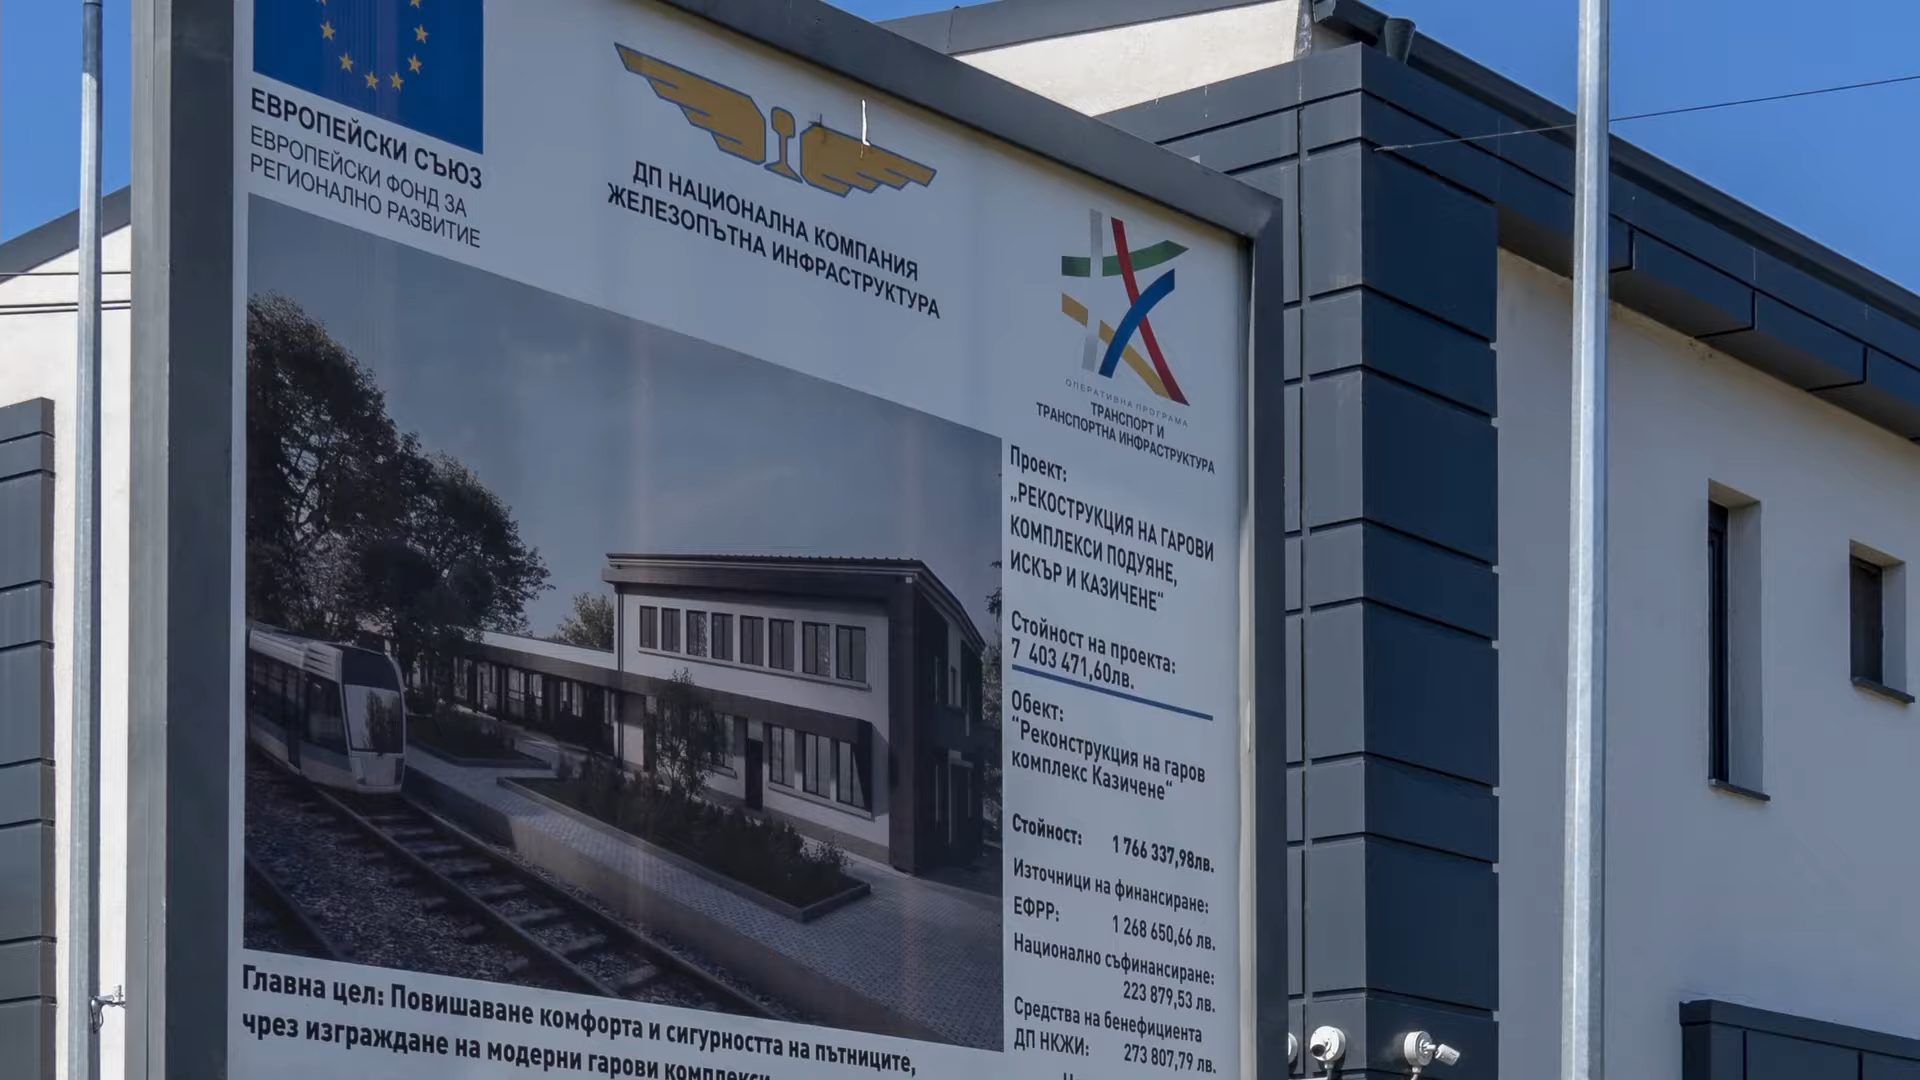 ЕВРОПЕЙСКИ СЪЮЗ
ЕВРОПЕЙСКИ ФОНД ЗА
РЕГИОНАЛНО РАЗВИТИЕ
ДП НАЦИОНАЛНА КОМПАНИЯ
ЖЕЛЕЗОПЪТНА ИНФРАСТРУКТУРА
ОПЕРАТИВНА ПРОГРАМА
ТРАНСПОРТ И
ТРАНСПОРТНА ИНФРАСТРУКТУРА
Проект:
„РЕКОСТРУКЦИЯ НА ГАРОВИ
КОМПЛЕКСИ ПОДУЯНЕ,
ИСКЪР И КАЗИЧЕНЕ“
Стойност на проекта:
7 403 471,60лв.
Обект:
“Реконструкция на гаров
комплекс Казичене“
Стойност: 1 766 337,98лв.
Източници на финансиране:
ЕФРР: 1 268 650,66 лв.
Национално съфинансиране:
223 879,53 лв.
Средства на бенефициента
ДП НКЖИ: 273 807,79 лв.
Главна цел: Повишаване комфорта и сигурността на пътниците,
чрез изграждане на модерни гарови комплекси